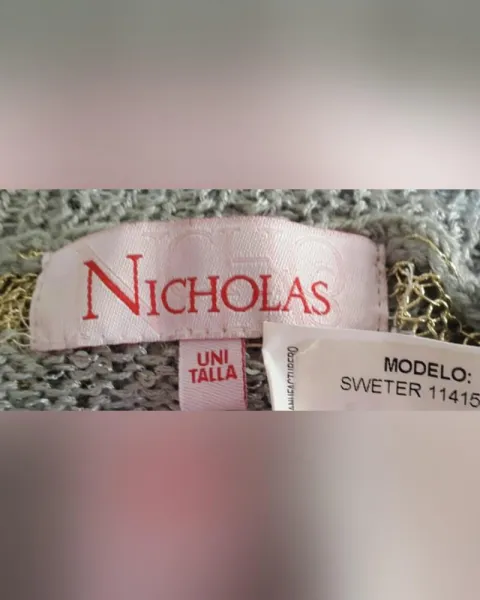 NICHOLAS
UNI
TALLA
MODELO:
SWETER 11415